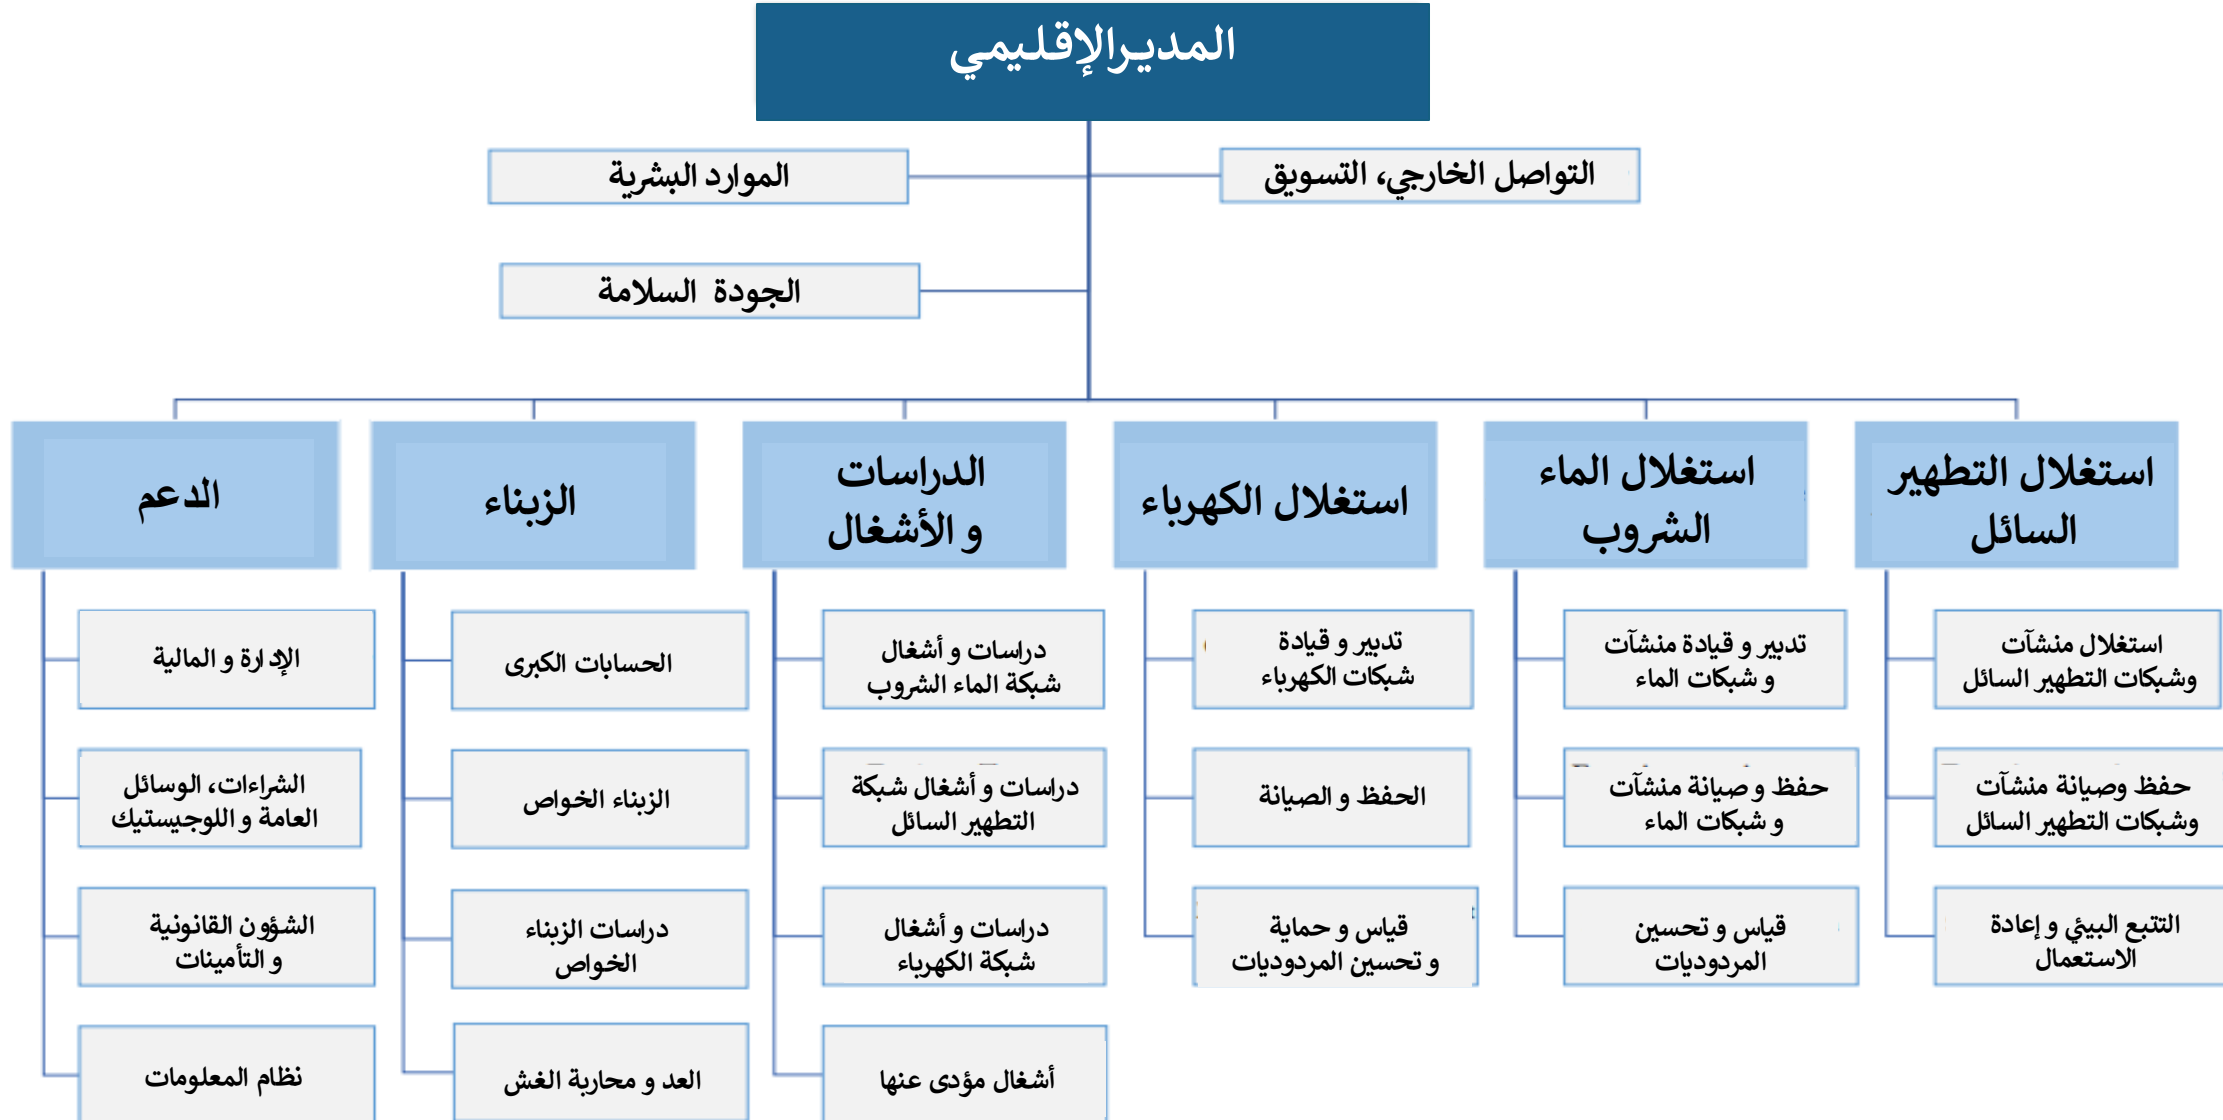 المديرالإقليمي
التواصل الخارجي، التسويق
الموارد البشرية
الجودة السلامة
استغلال التطهير
السائل
استغلال منشآت
وشبكات التطهير السائل
حفظ وصيانة منشآت
وشبكات التطهير السائل
التتبع البيئي و إعادة
الاستعمال
استغلال الماء
الشروب
تدبير و قيادة منشآت
و شبكات الماء
حفظ و صيانة منشآت
و شبكات الماء
قياس و تحسين
المردوديات
استغلال الكهرباء
تدبير و قيادة
شبكات الكهرباء
الحفظ و الصيانة
قياس و حماية
و تحسين المردوديات
الدراسات
و الأشغال
دراسات و أشغال
شبكة الماء الشروب
دراسات و أشغال شبكة
التطهير السائل
دراسات و أشغال
شبكة الكهرباء
أشغال مؤدى عنها
الزبناء
الحسابات الكبرى
الزبناء الخواص
دراسات الزبناء
الخواص
العد و محاربة الغش
الدعم
الإدارة و المالية
الشراءات، الوسائل
العامة و اللوجيستيك
الشؤون القانونية
و التأمينات
نظام المعلومات